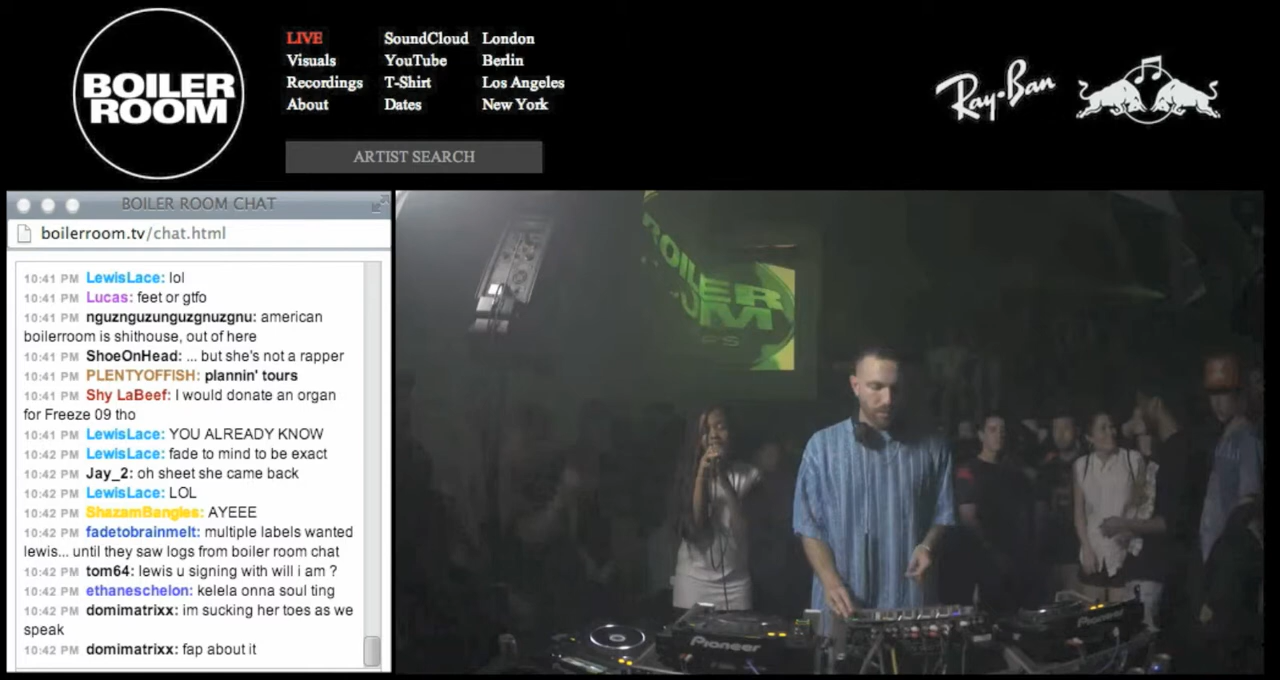 BOILER
ROOM
LIVE
Visuals
Recordings
About
SoundCloud
YouTube
T-Shirt
Dates
London
Berlin
Los Angeles
New York
ARTIST SEARCH
Ray-Ban
BOILER ROOM CHAT
boilerroom.tv/chat.html
10:41 PM LewisLace: lol
10:41 PM Lucas: feet or gtfo
10:41 PM nguznguzunguzgnuzgnu: american
boilerroom is shithouse, out of here
10:41 PM ShoeOnHead: ... but she's not a rapper
10:41 PM PLENTYOFFISH: plannin' tours
10:41 PM Shy LaBeef: I would donate an organ
for Freeze 09 tho
10:41 PM LewisLace: YOU ALREADY KNOW
10:42 PM LewisLace: fade to mind to be exact
10:42 PM Jay_2: oh sheet she came back
10:42 PM LewisLace: LOL
10:42 PM ShazamBangles: AYEEE
10:42 PM fadetobrainmelt: multiple labels wanted
lewis... until they saw logs from boiler room chat
10:42 PM tom64: lewis u signing with will i am ?
10:42 PM ethaneschelon: kelela onna soul ting
10:42 PM domimatrixx: im sucking her toes as we
speak
10:42 PM domimatrixx: fap about it
BOILER
Pioneer
Pioneer